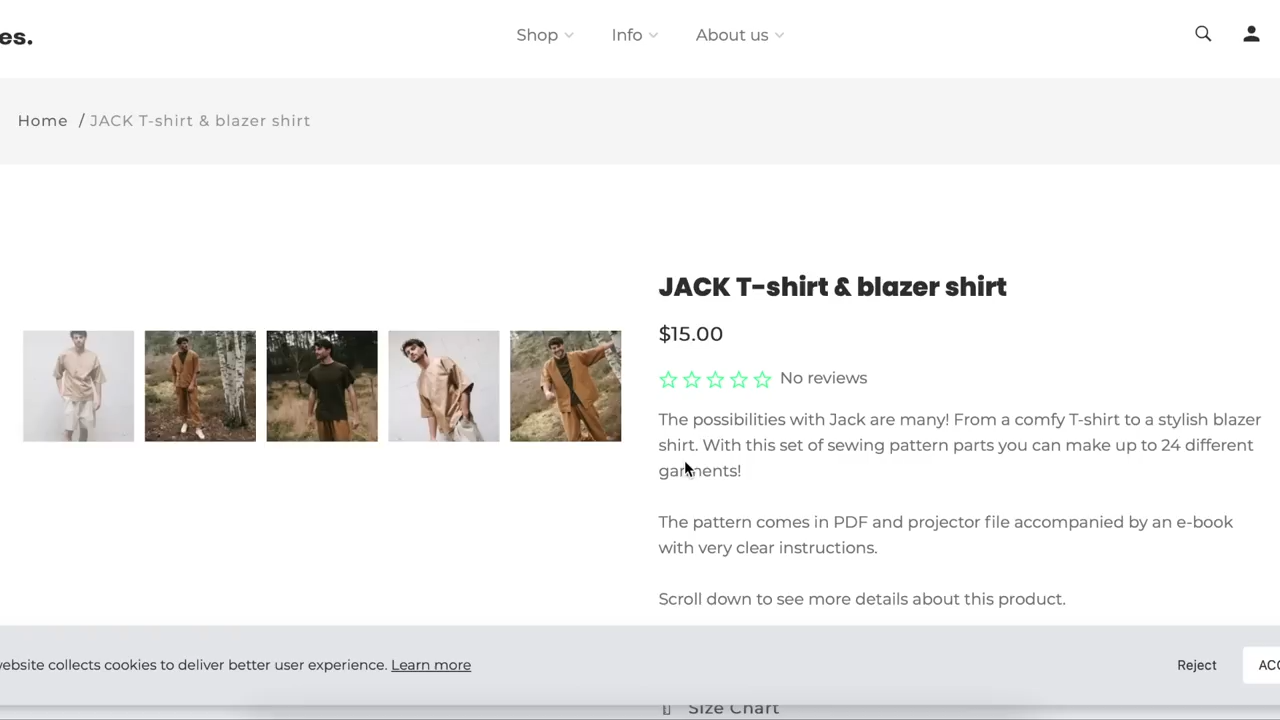 es.
Shop
Info
About us
Home / JACK T-shirt & blazer shirt
JACK T-shirt & blazer shirt
$15.00
No reviews
The possibilities with Jack are many! From a comfy T-shirt to a stylish blazer
shirt. With this set of sewing pattern parts you can make up to 24 different
garments!
The pattern comes in PDF and projector file accompanied by an e-book
with very clear instructions.
Scroll down to see more details about this product.
ebsite collects cookies to deliver better user experience. Learn more
Reject
ACC
Size Chart